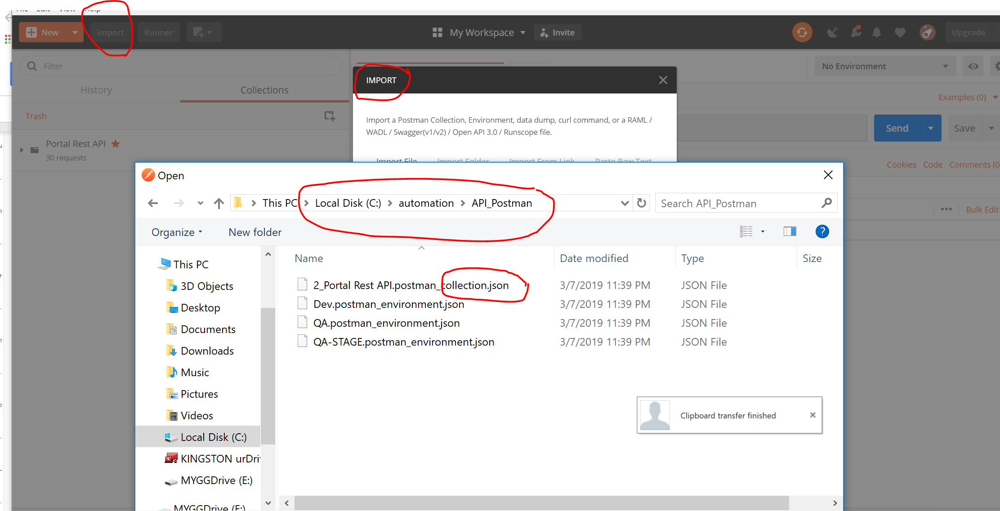 File Edit View Help
New Import Runner My Workspace Invite Upgrade
Filter No Environment
IMPORT
History Collections
Examples (0)
Trash
Import a Postman Collection, Environment, data dump, curl command, or a RAML /
WADL / Swagger(v1/v2) / Open API 3.0 / Runscope file.
Send Save
Portal Rest API
30 requests
Import File Import Folder Import From Link Paste Raw Text
Cookies Code Comments (0
Open
This PC Local Disk (C:) automation API_Postman Search API_Postman
Bulk Edit
Organize New folder
Name Date modified Type Size
This PC
3D Objects
Desktop
Documents
Downloads
Music
Pictures
Videos
Local Disk (C:)
KINGSTON urDri
MYGGDrive (E:)
MYGGDrive (E:)
2_Portal Rest API.postman_collection.json 3/7/2019 11:39 PM JSON File
Dev.postman_environment.json 3/7/2019 11:39 PM JSON File
QA.postman_environment.json 3/7/2019 11:39 PM JSON File
QA-STAGE.postman_environment.json 3/7/2019 11:39 PM JSON File
Clipboard transfer finished